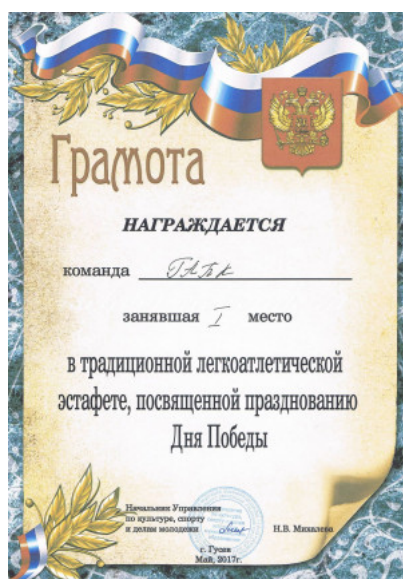 Грамота
НАГРАЖДАЕТСЯ
команда ГАБК
занявшая I место
в традиционной легкоатлетической
эстафете, посвященной празднованию
Дня Победы
Начальник Управления
по культуре, спорту
и делам молодежи
Н.В. Михалева
г. Гусев
Май, 2017г.